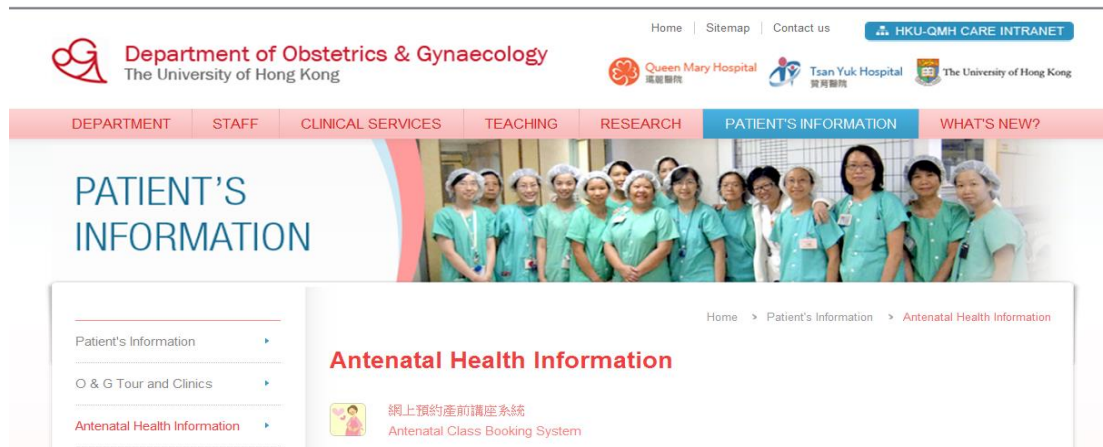 Home
Sitemap
Contact us
HKU-QMH CARE INTRANET
Department of Obstetrics & Gynaecology
The University of Hong Kong
Queen Mary Hospital
瑪麗醫院
Tsan Yuk Hospital
贊育醫院
The University of Hong Kong
DEPARTMENT
STAFF
CLINICAL SERVICES
TEACHING
RESEARCH
PATIENT'S INFORMATION
WHAT'S NEW?
PATIENT'S
INFORMATION
Home > Patient's Information > Antenatal Health Information
Patient's Information
O & G Tour and Clinics
Antenatal Health Information
Antenatal Health Information
網上預約產前講座系統
Antenatal Class Booking System